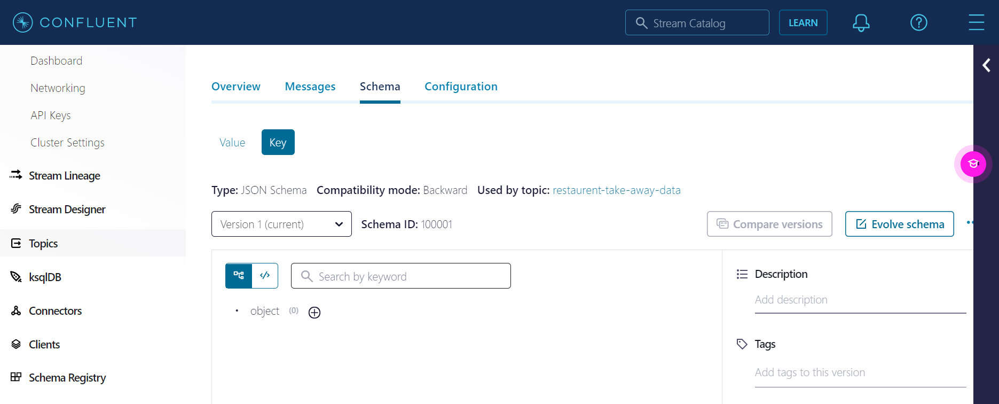 CONFLUENT
Stream Catalog
LEARN
Dashboard
Networking
API Keys
Cluster Settings
Stream Lineage
Stream Designer
Topics
ksqlDB
Connectors
Clients
Schema Registry
Overview Messages Schema Configuration
Value Key
Type: JSON Schema Compatibility mode: Backward Used by topic: restaurent-take-away-data
Version 1 (current) Schema ID: 100001 Compare versions Evolve schema
Search by keyword
object (0)
Description
Add description
Tags
Add tags to this version